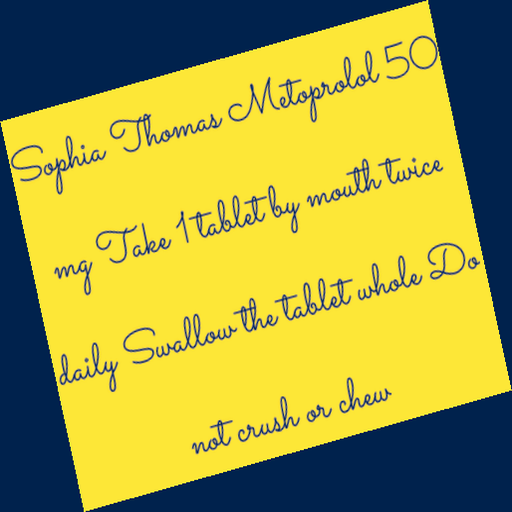 Sophia Thomas Metoprolol 50
mg Take 1 tablet by mouth twice
daily Swallow the tablet whole Do
not crush or chew